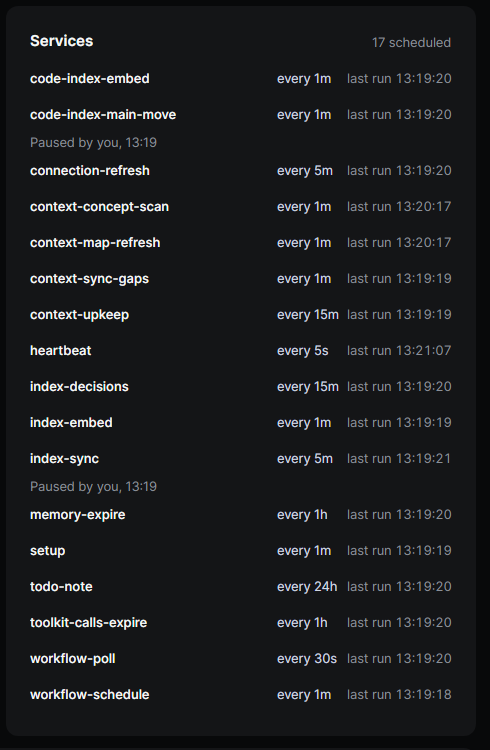 Services 17 scheduled
code-index-embed every 1m last run 13:19:20
code-index-main-move every 1m last run 13:19:20
Paused by you, 13:19
connection-refresh every 5m last run 13:19:20
context-concept-scan every 1m last run 13:20:17
context-map-refresh every 1m last run 13:20:17
context-sync-gaps every 1m last run 13:19:19
context-upkeep every 15m last run 13:19:19
heartbeat every 5s last run 13:21:07
index-decisions every 15m last run 13:19:20
index-embed every 1m last run 13:19:19
index-sync every 5m last run 13:19:21
Paused by you, 13:19
memory-expire every 1h last run 13:19:20
setup every 1m last run 13:19:19
todo-note every 24h last run 13:19:20
toolkit-calls-expire every 1h last run 13:19:20
workflow-poll every 30s last run 13:19:20
workflow-schedule every 1m last run 13:19:18